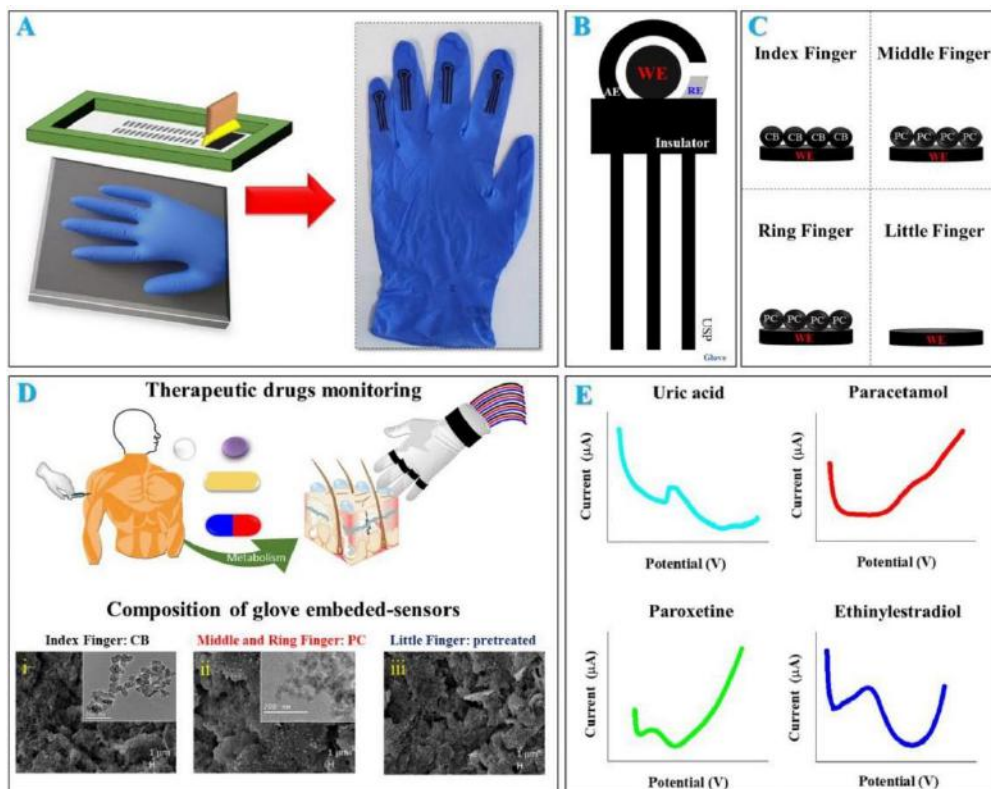 A
B
WE
AE
RE
Insulator
USP
Glove
C
Index Finger
Middle Finger
CB CB CB CB
PC PC PC PC
WE
WE
Ring Finger
Little Finger
PC PC PC PC
WE
WE
D
Therapeutic drugs monitoring
Metabolism
Composition of glove embeded-sensors
Index Finger: CB
Middle and Ring Finger: PC
Little Finger: pretreated
i
ii
iii
200 nm
1 µm
1 µm
1 µm
H
H
H
E
Uric acid
Paracetamol
Current (µA)
Current (µA)
Potential (V)
Potential (V)
Paroxetine
Ethinylestradiol
Current (µA)
Current (µA)
Potential (V)
Potential (V)